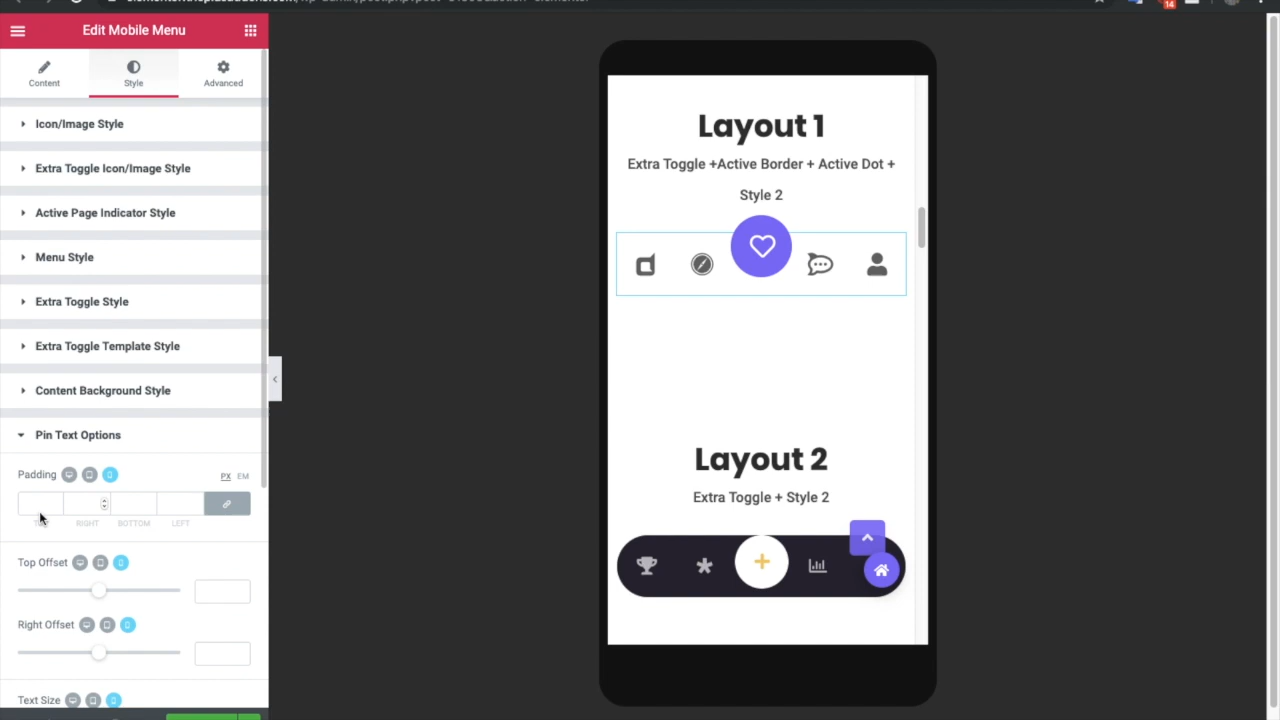 14
Edit Mobile Menu
Content
Style
Advanced
Icon/Image Style
Extra Toggle Icon/Image Style
Active Page Indicator Style
Menu Style
Extra Toggle Style
Extra Toggle Template Style
Content Background Style
Pin Text Options
Padding
PX EM
RIGHT BOTTOM LEFT
Top Offset
Right Offset
Text Size
Layout 1
Extra Toggle +Active Border + Active Dot +
Style 2
Layout 2
Extra Toggle + Style 2